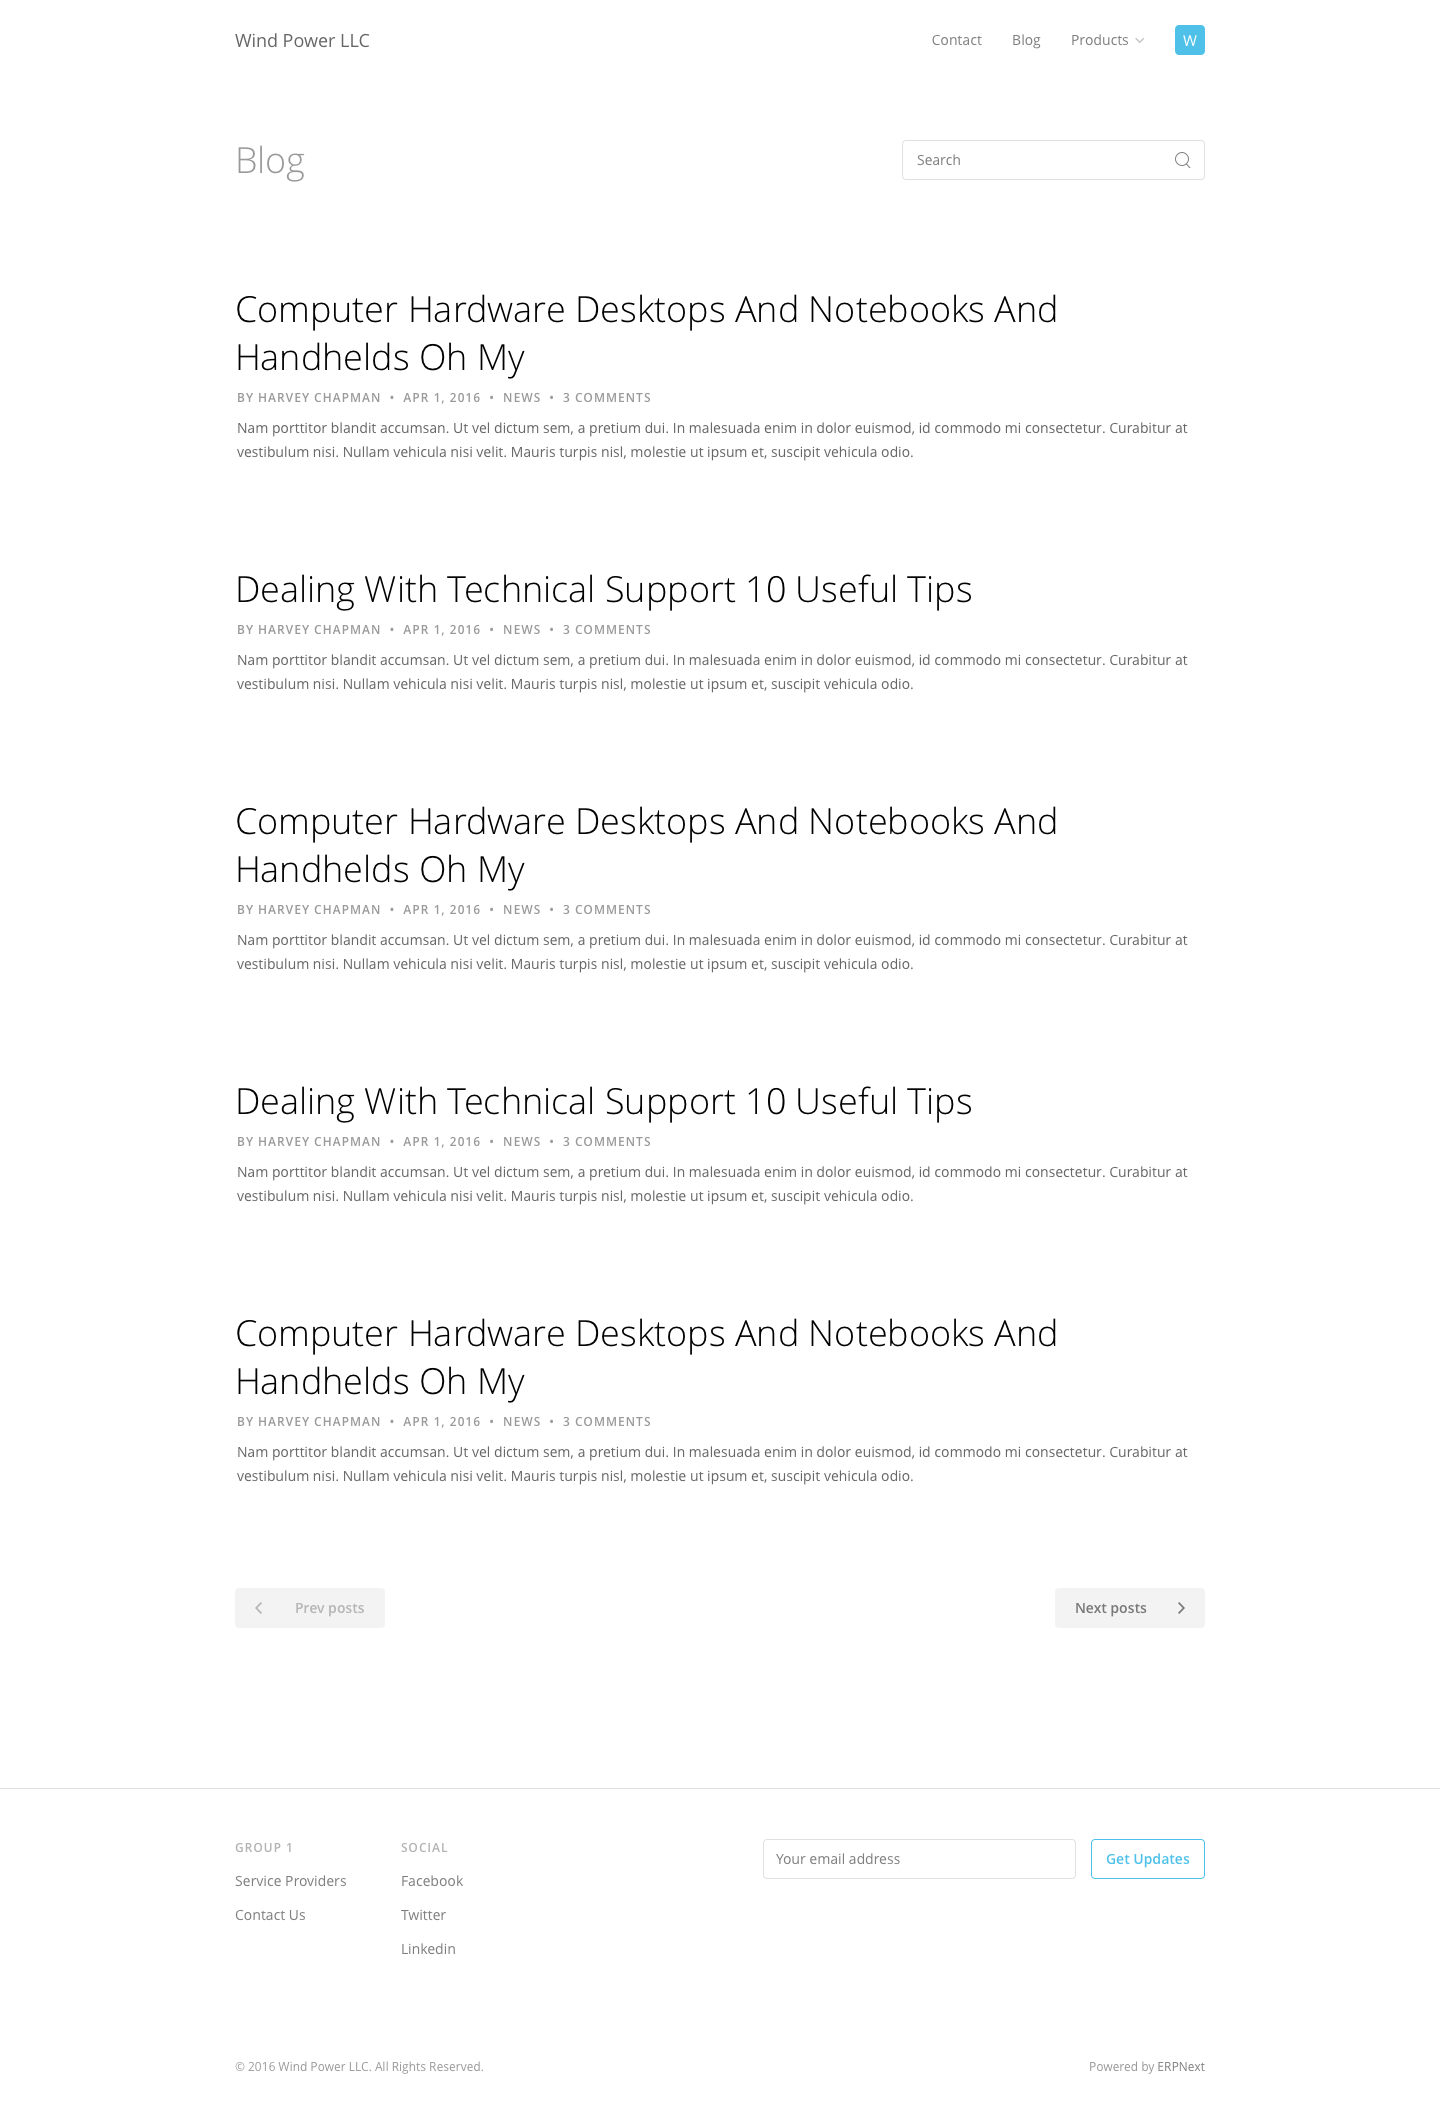 Wind Power LLC
Contact
Blog
Products
W
Blog
Search
Computer Hardware Desktops And Notebooks And
Handhelds Oh My
BY HARVEY CHAPMAN • APR 1, 2016 • NEWS • 3 COMMENTS
Nam porttitor blandit accumsan. Ut vel dictum sem, a pretium dui. In malesuada enim in dolor euismod, id commodo mi consectetur. Curabitur at
vestibulum nisi. Nullam vehicula nisi velit. Mauris turpis nisl, molestie ut ipsum et, suscipit vehicula odio.
Dealing With Technical Support 10 Useful Tips
BY HARVEY CHAPMAN • APR 1, 2016 • NEWS • 3 COMMENTS
Nam porttitor blandit accumsan. Ut vel dictum sem, a pretium dui. In malesuada enim in dolor euismod, id commodo mi consectetur. Curabitur at
vestibulum nisi. Nullam vehicula nisi velit. Mauris turpis nisl, molestie ut ipsum et, suscipit vehicula odio.
Computer Hardware Desktops And Notebooks And
Handhelds Oh My
BY HARVEY CHAPMAN • APR 1, 2016 • NEWS • 3 COMMENTS
Nam porttitor blandit accumsan. Ut vel dictum sem, a pretium dui. In malesuada enim in dolor euismod, id commodo mi consectetur. Curabitur at
vestibulum nisi. Nullam vehicula nisi velit. Mauris turpis nisl, molestie ut ipsum et, suscipit vehicula odio.
Dealing With Technical Support 10 Useful Tips
BY HARVEY CHAPMAN • APR 1, 2016 • NEWS • 3 COMMENTS
Nam porttitor blandit accumsan. Ut vel dictum sem, a pretium dui. In malesuada enim in dolor euismod, id commodo mi consectetur. Curabitur at
vestibulum nisi. Nullam vehicula nisi velit. Mauris turpis nisl, molestie ut ipsum et, suscipit vehicula odio.
Computer Hardware Desktops And Notebooks And
Handhelds Oh My
BY HARVEY CHAPMAN • APR 1, 2016 • NEWS • 3 COMMENTS
Nam porttitor blandit accumsan. Ut vel dictum sem, a pretium dui. In malesuada enim in dolor euismod, id commodo mi consectetur. Curabitur at
vestibulum nisi. Nullam vehicula nisi velit. Mauris turpis nisl, molestie ut ipsum et, suscipit vehicula odio.
Prev posts
Next posts
GROUP 1
Service Providers
Contact Us
SOCIAL
Facebook
Twitter
Linkedin
Your email address
Get Updates
© 2016 Wind Power LLC. All Rights Reserved.
Powered by ERPNext